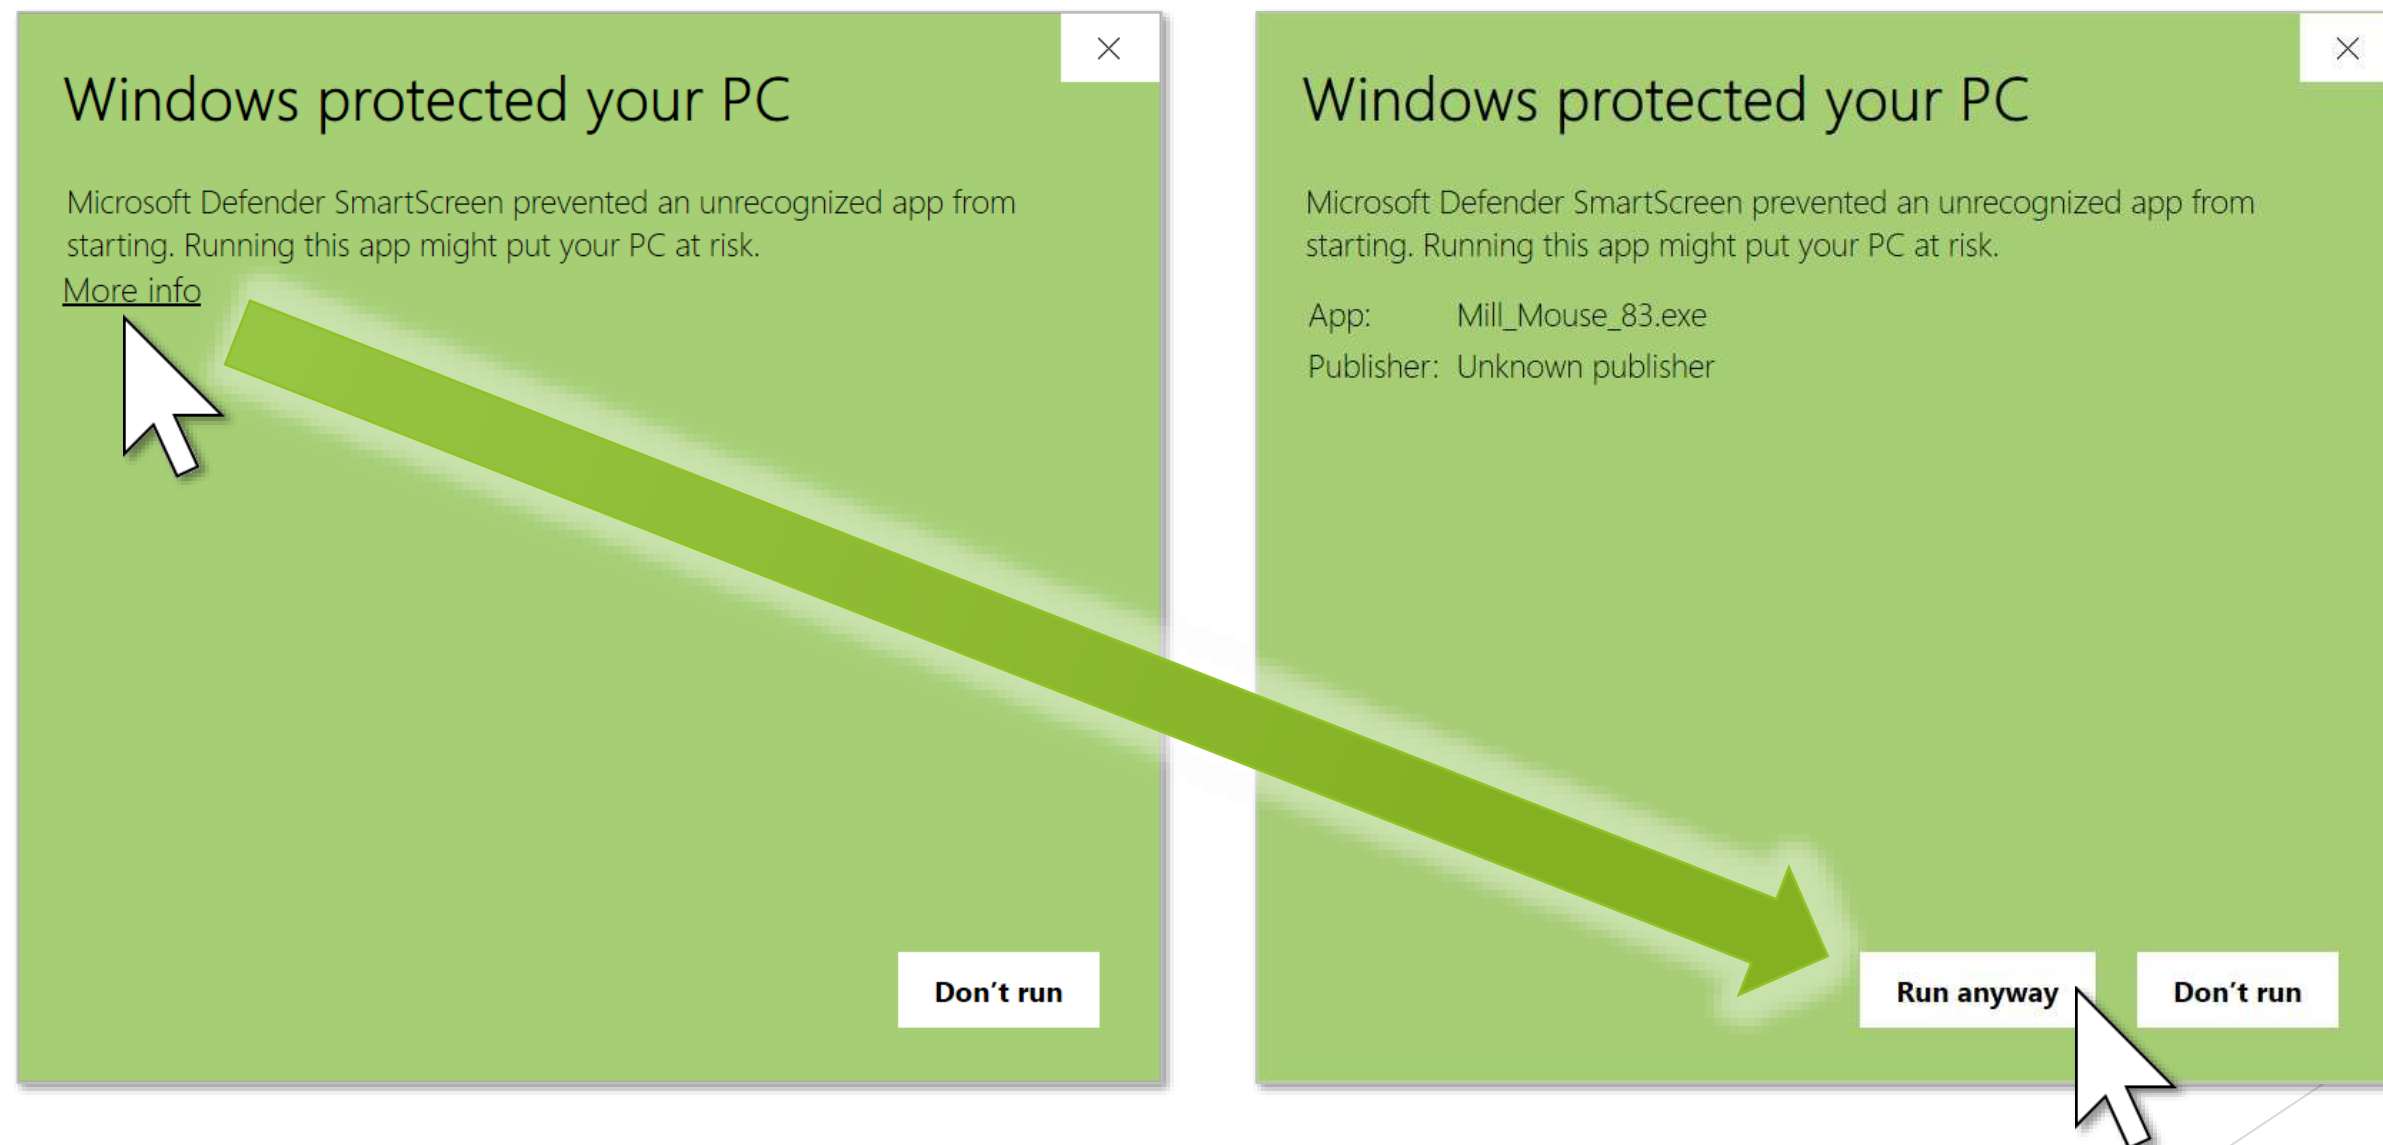 Windows protected your PC
Microsoft Defender SmartScreen prevented an unrecognized app from
starting. Running this app might put your PC at risk.
More info
Don't run
Windows protected your PC
Microsoft Defender SmartScreen prevented an unrecognized app from
starting. Running this app might put your PC at risk.
App: Mill_Mouse_83.exe
Publisher: Unknown publisher
Run anyway Don't run